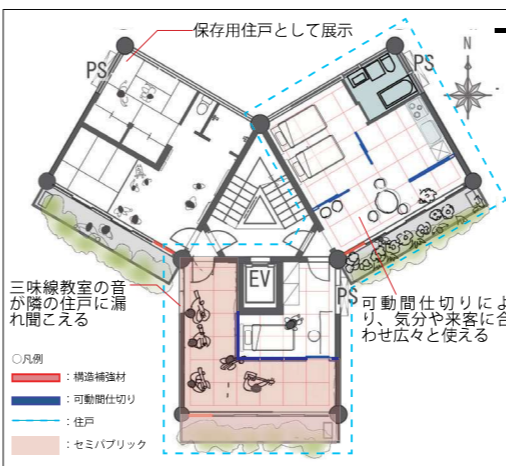 保存用住戸として展示
PS
PS
N
三味線教室の音
が隣の住戸に漏
れ聞こえる
EV
PS
可動間仕切りによ
り、気分や来客に合
わせ広々と使える
○凡例
：構造補強材
：可動間仕切り
：住戸
：セミパブリック